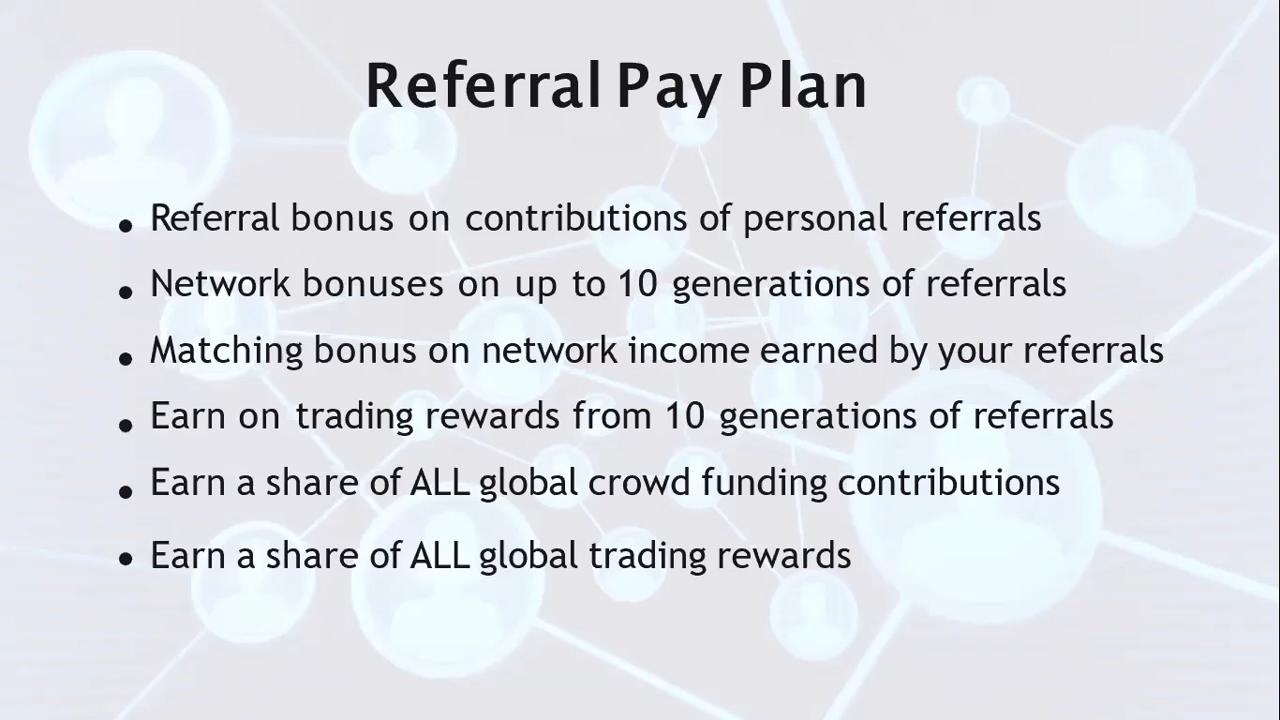 Referral Pay Plan
• Referral bonus on contributions of personal referrals
• Network bonuses on up to 10 generations of referrals
• Matching bonus on network income earned by your referrals
• Earn on trading rewards from 10 generations of referrals
• Earn a share of ALL global crowd funding contributions
• Earn a share of ALL global trading rewards